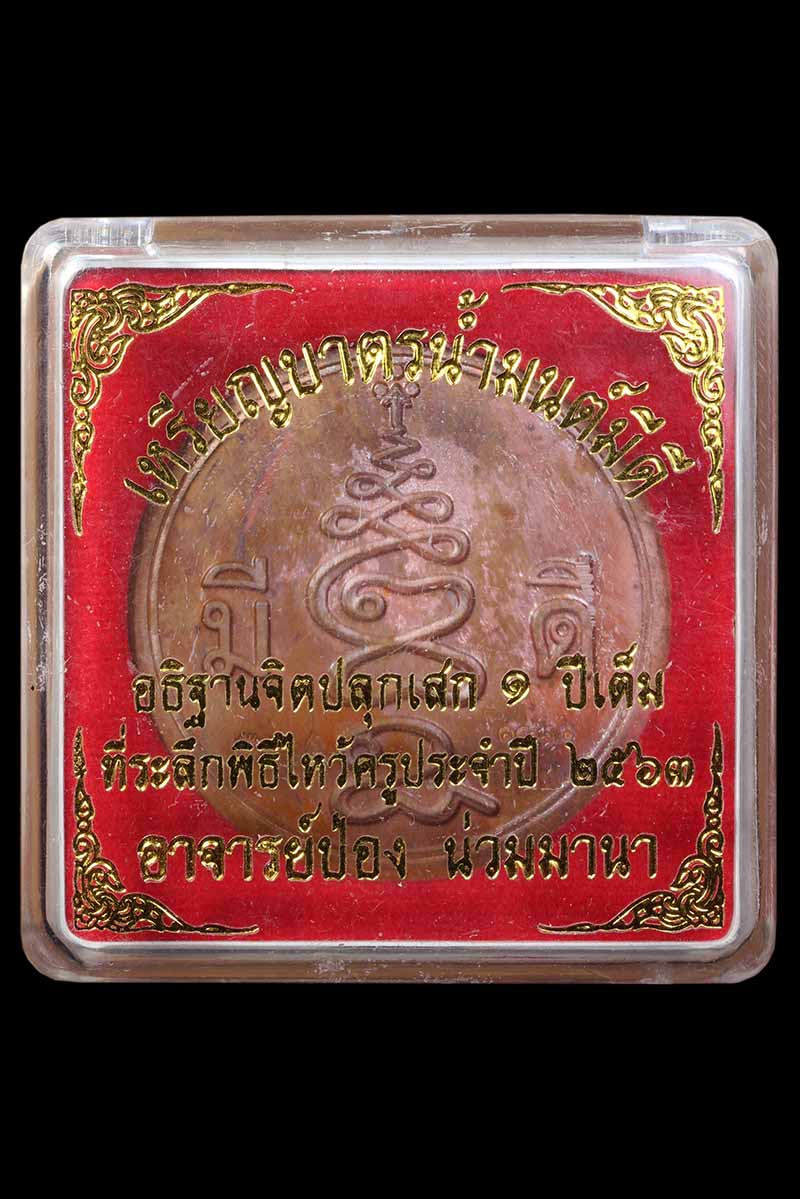 เหรียญบาตรน้ำมนต์มีดี
มี ดี
อธิฐานจิตปลุกเสก ๑ ปีเต็ม
ที่ระลึกพิธีไหว้ครูประจำปี ๒๕๖๓
อาจารย์ป๋อง น่วมมานา